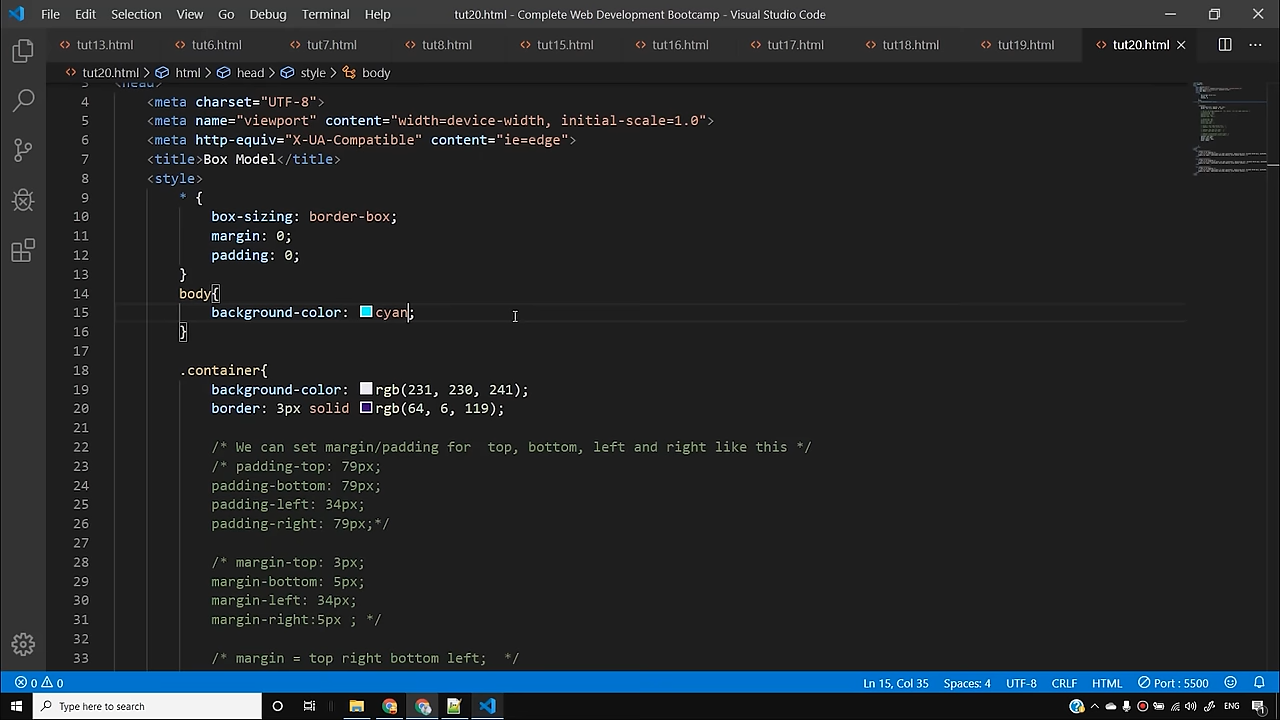 File Edit Selection View Go Debug Terminal Help tut20.html - Complete Web Development Bootcamp - Visual Studio Code
tut13.html tut6.html tut7.html tut8.html tut15.html tut16.html tut17.html tut18.html tut19.html tut20.html
tut20.html > html > head > style > body
3 <head>
4 <meta charset="UTF-8">
5 <meta name="viewport" content="width=device-width, initial-scale=1.0">
6 <meta http-equiv="X-UA-Compatible" content="ie=edge">
7 <title>Box Model</title>
8 <style>
9 * {
10 box-sizing: border-box;
11 margin: 0;
12 padding: 0;
13 }
14 body{
15 background-color: cyan;
16 }
17
18 .container{
19 background-color: rgb(231, 230, 241);
20 border: 3px solid rgb(64, 6, 119);
21
22 /* We can set margin/padding for  top, bottom, left and right like this */
23 /* padding-top: 79px;
24 padding-bottom: 79px;
25 padding-left: 34px;
26 padding-right: 79px;*/
27
28 /* margin-top: 3px;
29 margin-bottom: 5px;
30 margin-left: 34px;
31 margin-right:5px ; */
32
33 /* margin = top right bottom left;  */
0 0 Ln 15, Col 35 Spaces: 4 UTF-8 CRLF HTML Port : 5500
Type here to search ENG